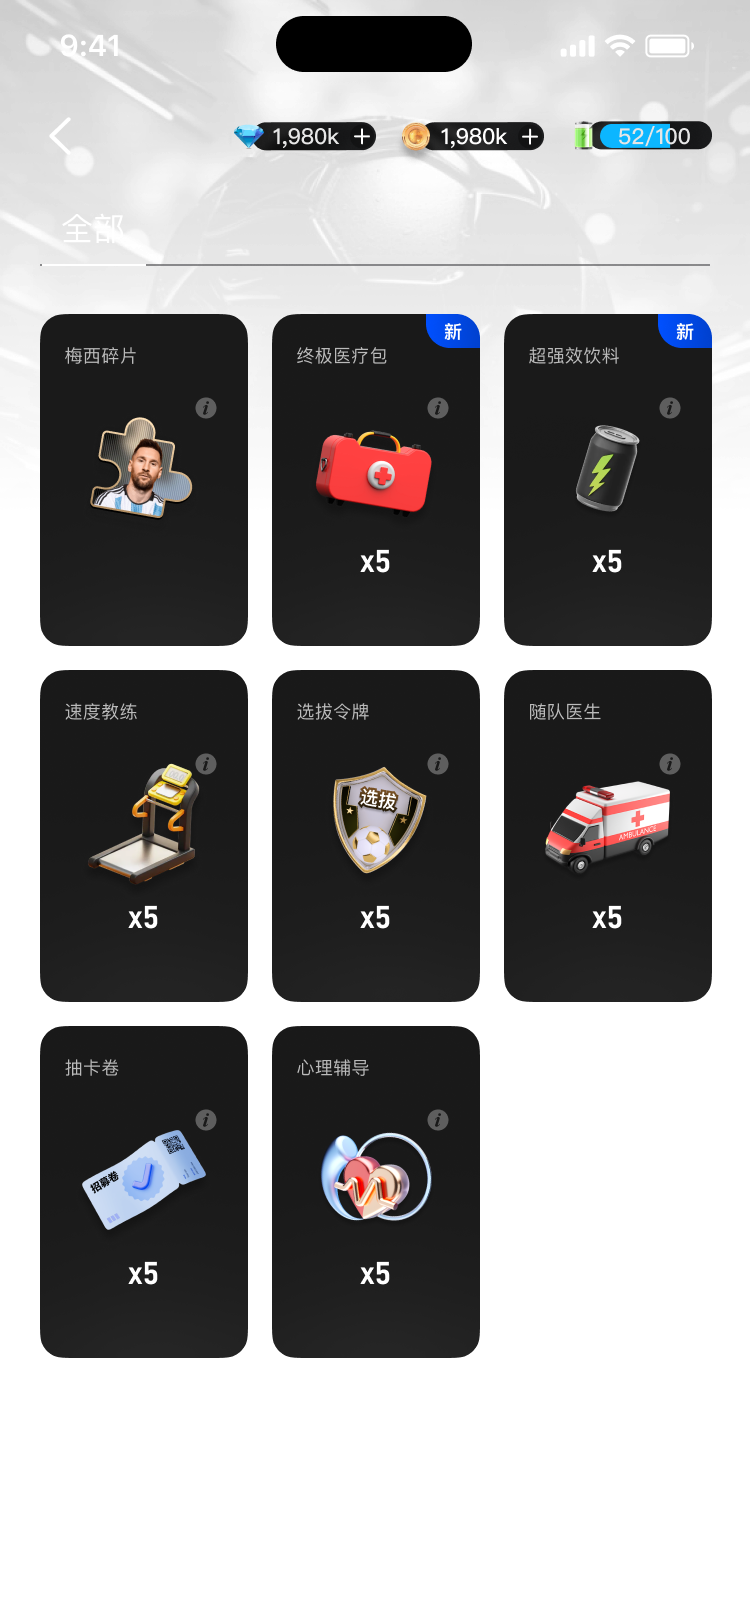 9:41
1,980k +
1,980k +
52/100
全部
梅西碎片
新
终极医疗包
x5
新
超强效饮料
x5
速度教练
x5
选拔令牌
选拔
x5
随队医生
AMBULANCE
x5
抽卡卷
招募卷
x5
心理辅导
x5